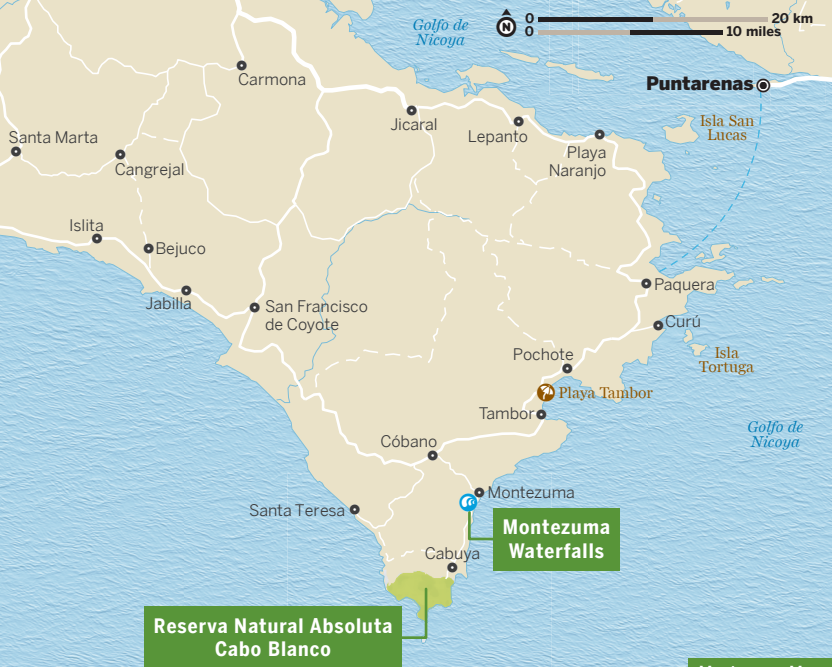 Golfo de
Nicoya
N
0
20 km
0
10 miles
Puntarenas
Carmona
Jicaral
Lepanto
Isla San
Lucas
Playa
Naranjo
Santa Marta
Cangrejal
Islita
Bejuco
Jabilla
San Francisco
de Coyote
Paquera
Curú
Isla
Tortuga
Pochote
Playa Tambor
Tambor
Golfo de
Nicoya
Cóbano
Montezuma
Santa Teresa
Montezuma
Waterfalls
Cabuya
Reserva Natural Absoluta
Cabo Blanco